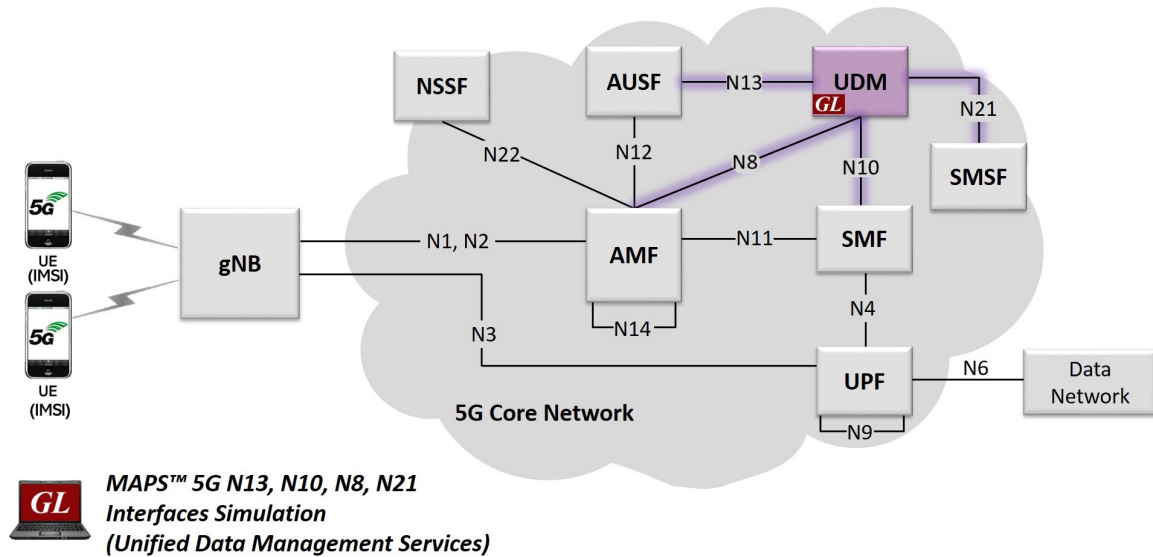 NSSF
AUSF
N13
UDM
GL
N21
N22
N12
N8
N10
SMSF
5G
UE
(IMSI)
gNB
N1, N2
AMF
N11
SMF
5G
UE
(IMSI)
N3
N14
N4
UPF
N6
Data
Network
5G Core Network
N9
GL
MAPS™ 5G N13, N10, N8, N21
Interfaces Simulation
(Unified Data Management Services)